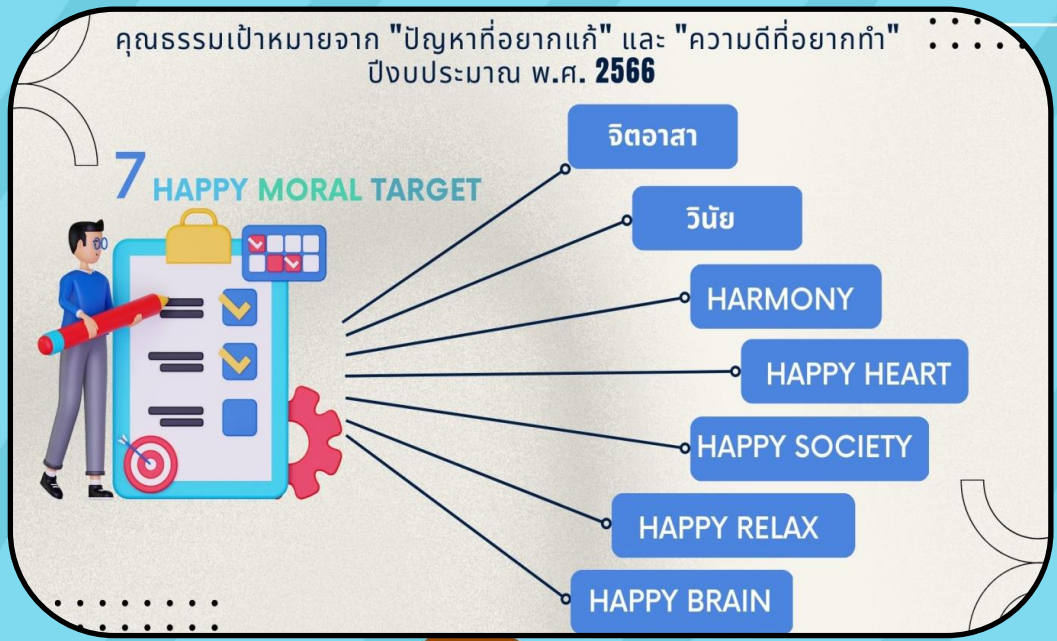 คุณธรรมเป้าหมายจาก "ปัญหาที่อยากแก้" และ "ความดีที่อยากทำ"
ปีงบประมาณ พ.ศ. 2566
7 HAPPY MORAL TARGET
จิตอาสา
วินัย
HARMONY
HAPPY HEART
HAPPY SOCIETY
HAPPY RELAX
HAPPY BRAIN